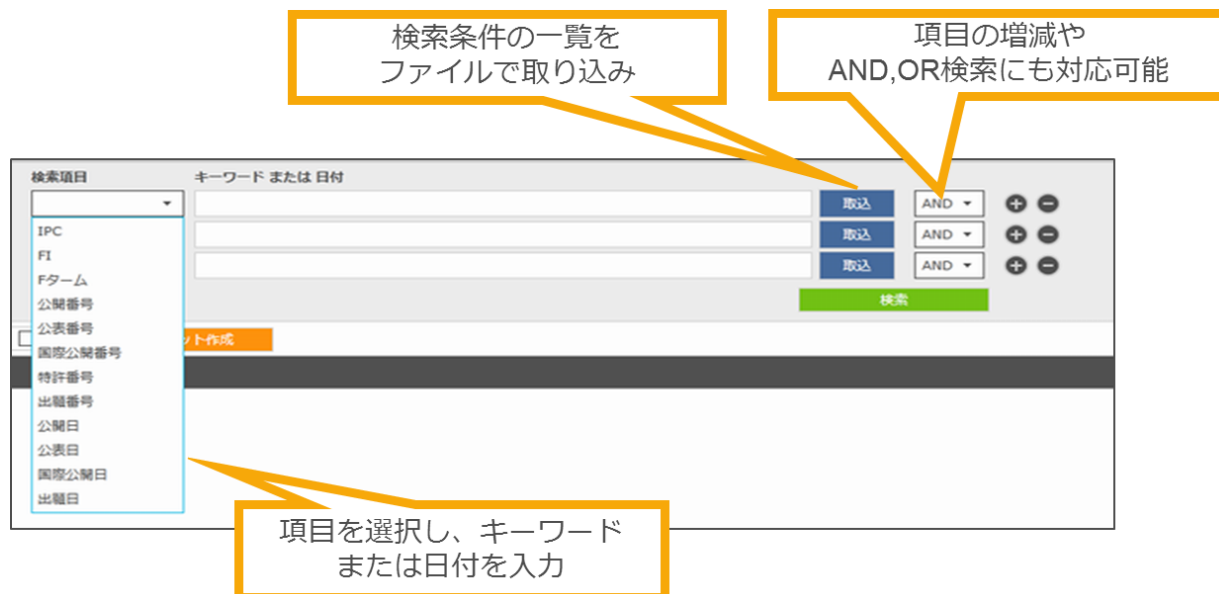 検索条件の一覧を
ファイルで取り込み
項目の増減や
AND,OR検索にも対応可能
検索項目
キーワード または 日付
取込
AND
取込
AND
取込
AND
検索
IPC
FI
Fターム
公開番号
公表番号
国際公開番号
特許番号
出願番号
公開日
公表日
国際公開日
出願日
ット作成
項目を選択し、キーワード
または日付を入力